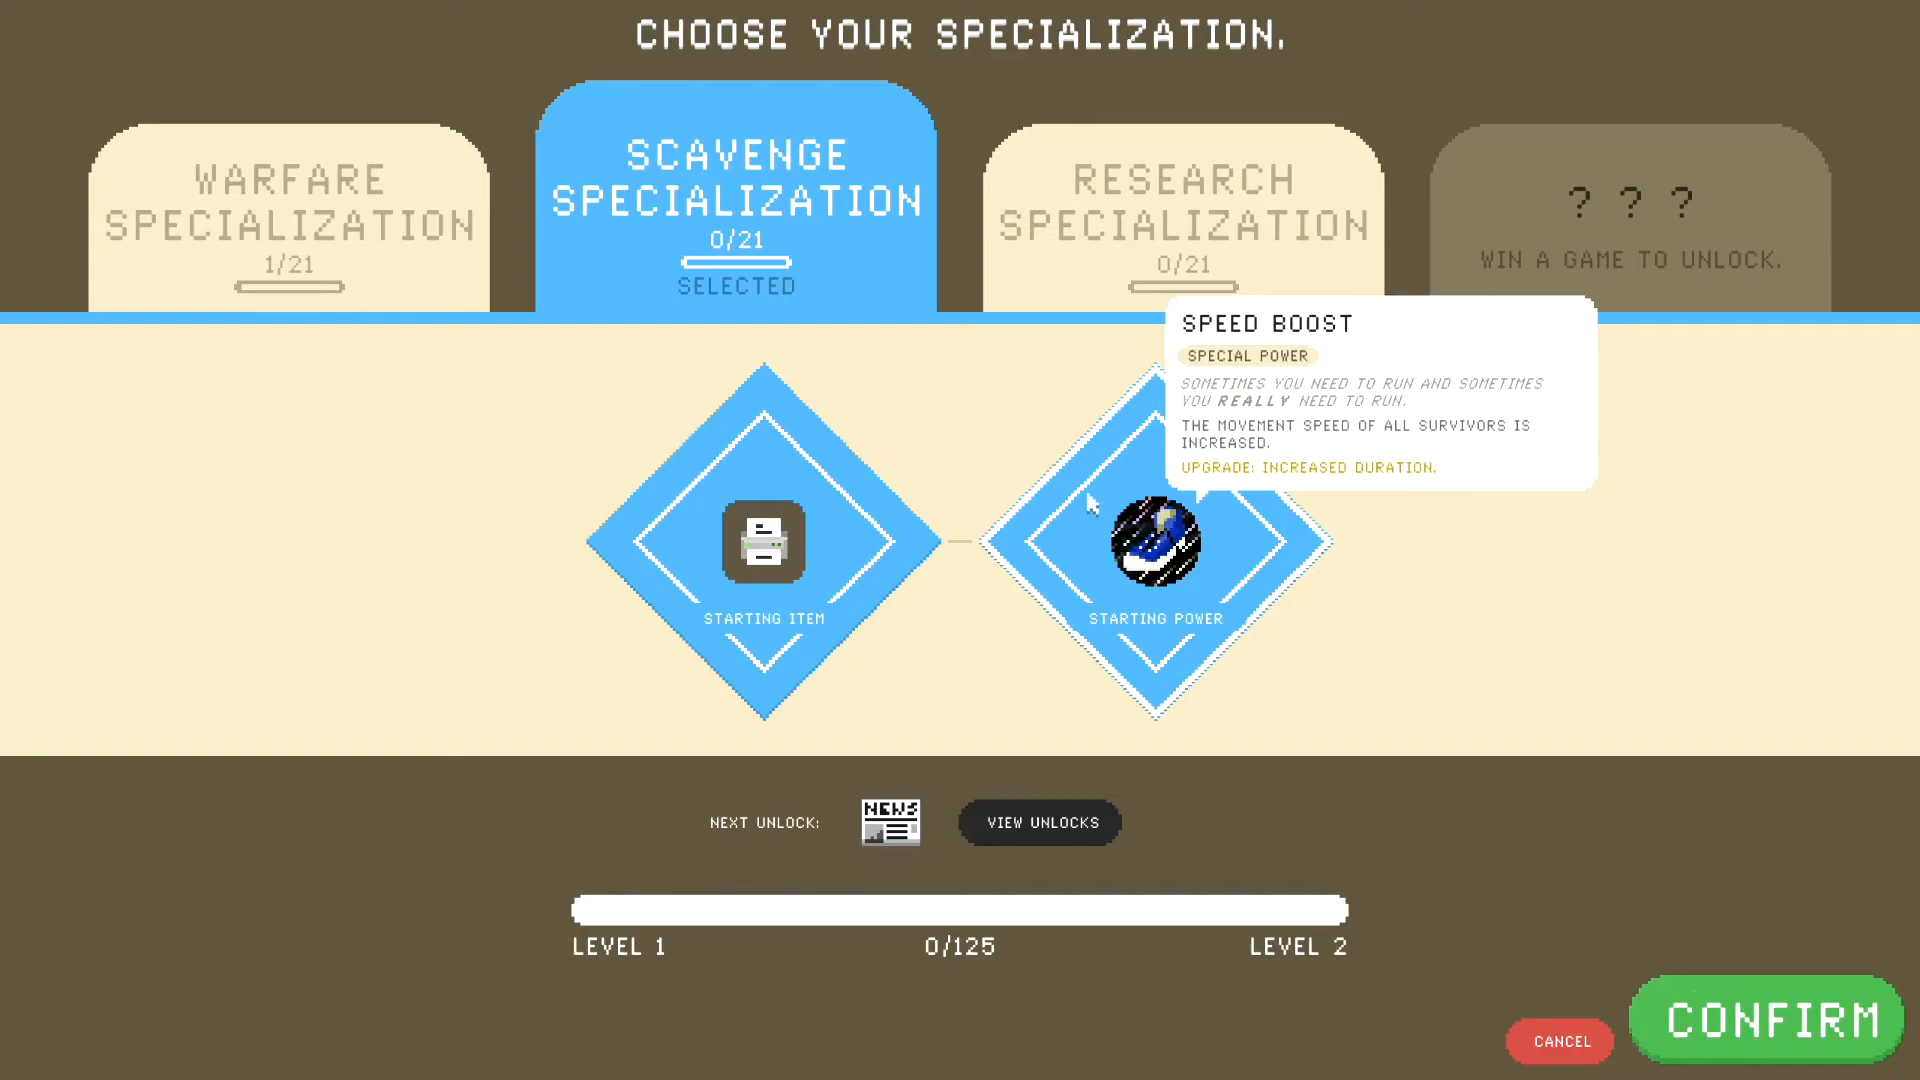 CHOOSE YOUR SPECIALIZATION.
WARFARE
SPECIALIZATION
1/21
SCAVENGE
SPECIALIZATION
0/21
SELECTED
RESEARCH
SPECIALIZATION
0/21
? ? ?
WIN A GAME TO UNLOCK.
SPEED BOOST
SPECIAL POWER
SOMETIMES YOU NEED TO RUN AND SOMETIMES
YOU REALLY NEED TO RUN.
THE MOVEMENT SPEED OF ALL SURVIVORS IS
INCREASED.
UPGRADE: INCREASED DURATION.
STARTING ITEM
STARTING POWER
NEXT UNLOCK:
NEWS
VIEW UNLOCKS
LEVEL 1
0/125
LEVEL 2
CANCEL
CONFIRM